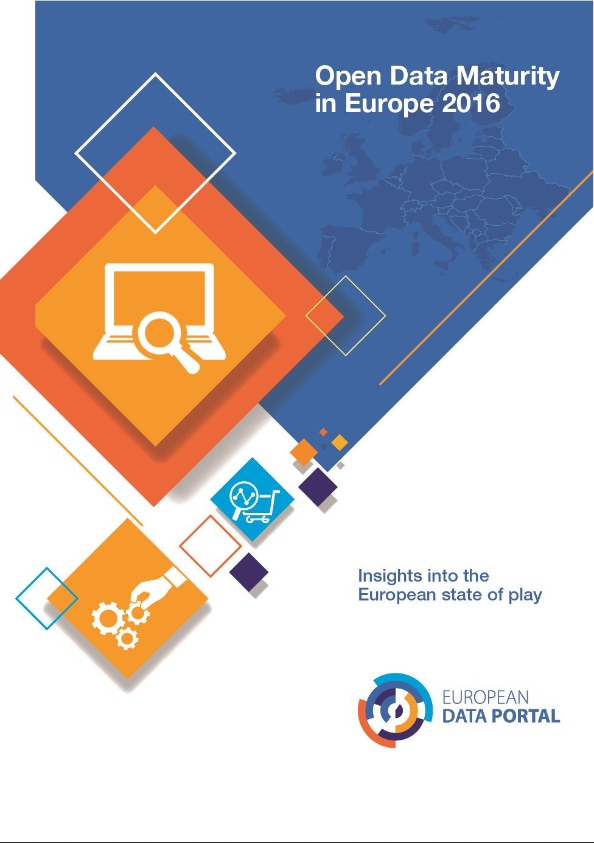 Open Data Maturity
in Europe 2016
Insights into the
European state of play
EUROPEAN
DATA PORTAL